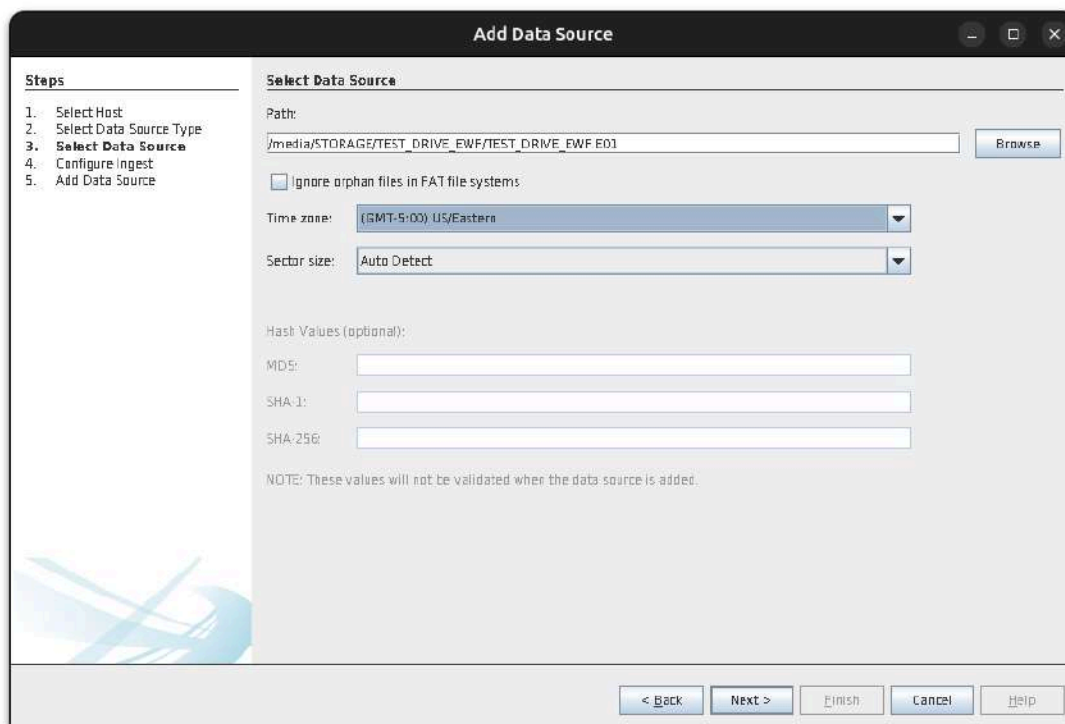 Add Data Source
Steps
1. Select Host
2. Select Data Source Type
3. Select Data Source
4. Configure Ingest
5. Add Data Source
Select Data Source
Path:
/media/STORAGE/TEST_DRIVE_EWF/TEST_DRIVE_EWF.E01
Browse
Ignore orphan files in FAT file systems
Time zone: (GMT-5:00) US/Eastern
Sector size: Auto Detect
Hash Values (optional):
MD5:
SHA-1:
SHA-256:
NOTE: These values will not be validated when the data source is added.
< Back Next > Finish Cancel Help